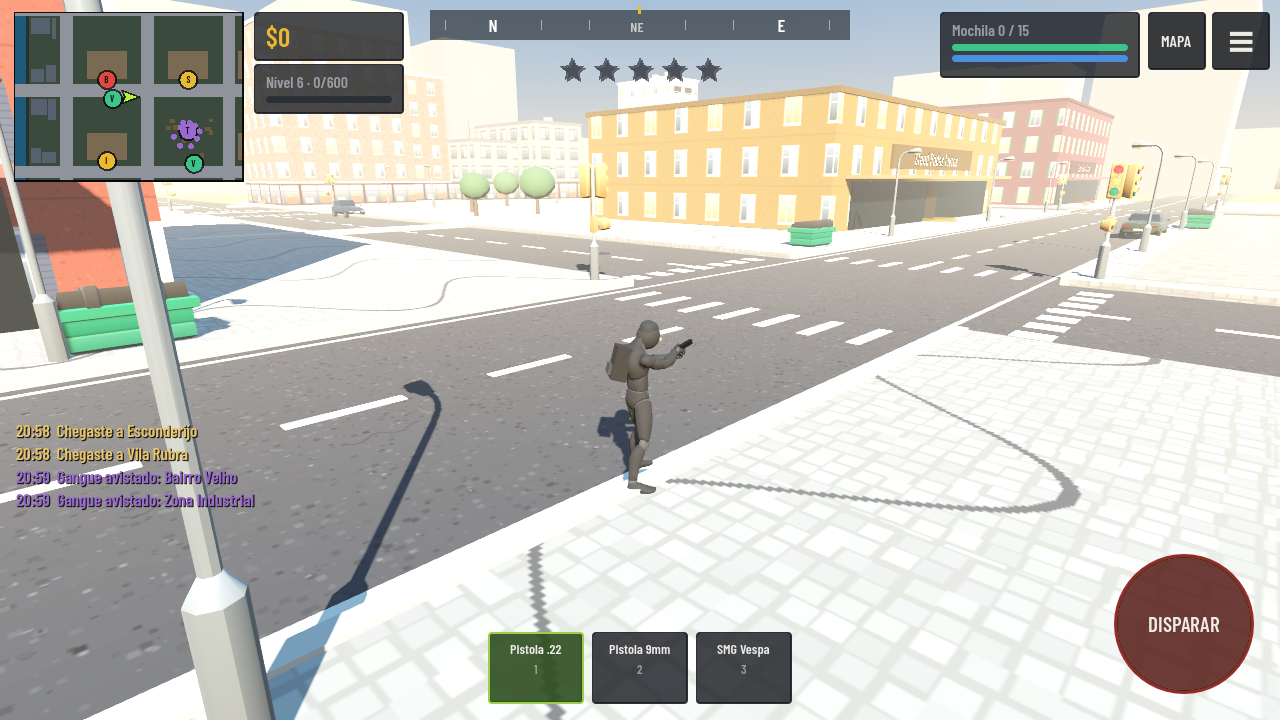 $0
Nível 6 · 0/600
N
NE
E
Mochila 0 / 15
MAPA
B
S
V
I
V
20:58 Chegaste a Esconderijo
20:58 Chegaste a Vila Rubra
20:59 Gangue avistado: Bairro Velho
20:59 Gangue avistado: Zona Industrial
Pistola .22
1
Pistola 9mm
2
SMG Vespa
3
DISPARAR